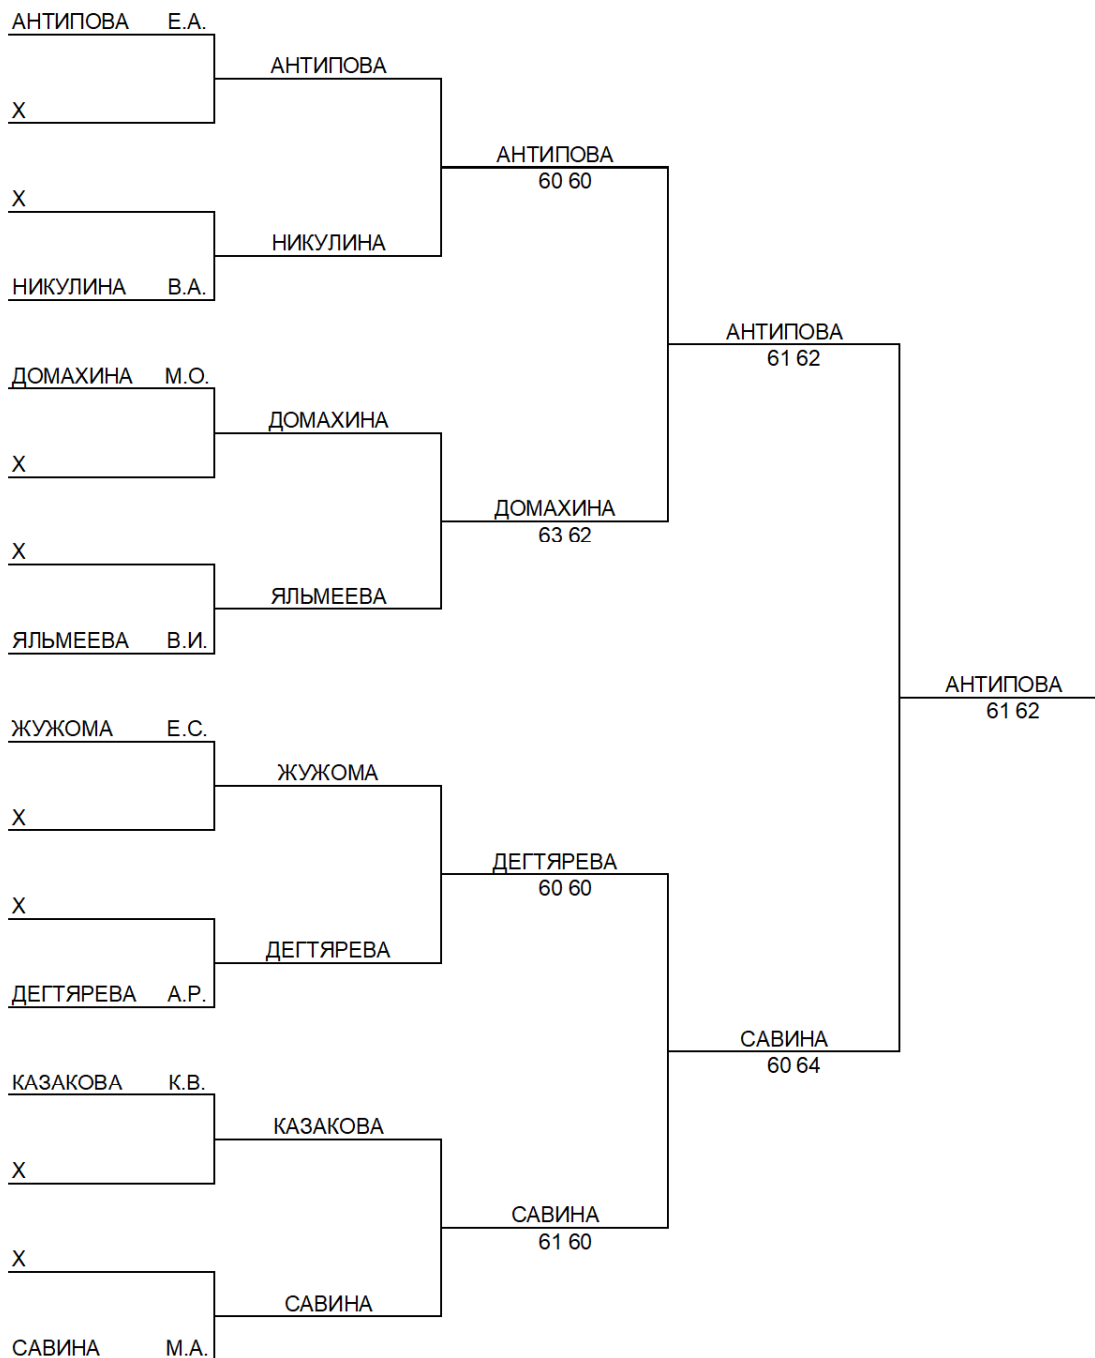 АНТИПОВА Е.А.
АНТИПОВА
X
АНТИПОВА
60 60
X
НИКУЛИНА
НИКУЛИНА В.А.
АНТИПОВА
61 62
ДОМАХИНА М.О.
ДОМАХИНА
X
ДОМАХИНА
63 62
X
ЯЛЬМЕЕВА
ЯЛЬМЕЕВА В.И.
АНТИПОВА
61 62
ЖУЖОМА Е.С.
ЖУЖОМА
X
ДЕГТЯРЕВА
60 60
X
ДЕГТЯРЕВА
ДЕГТЯРЕВА А.Р.
САВИНА
60 64
КАЗАКОВА К.В.
КАЗАКОВА
X
САВИНА
61 60
X
САВИНА
САВИНА М.А.